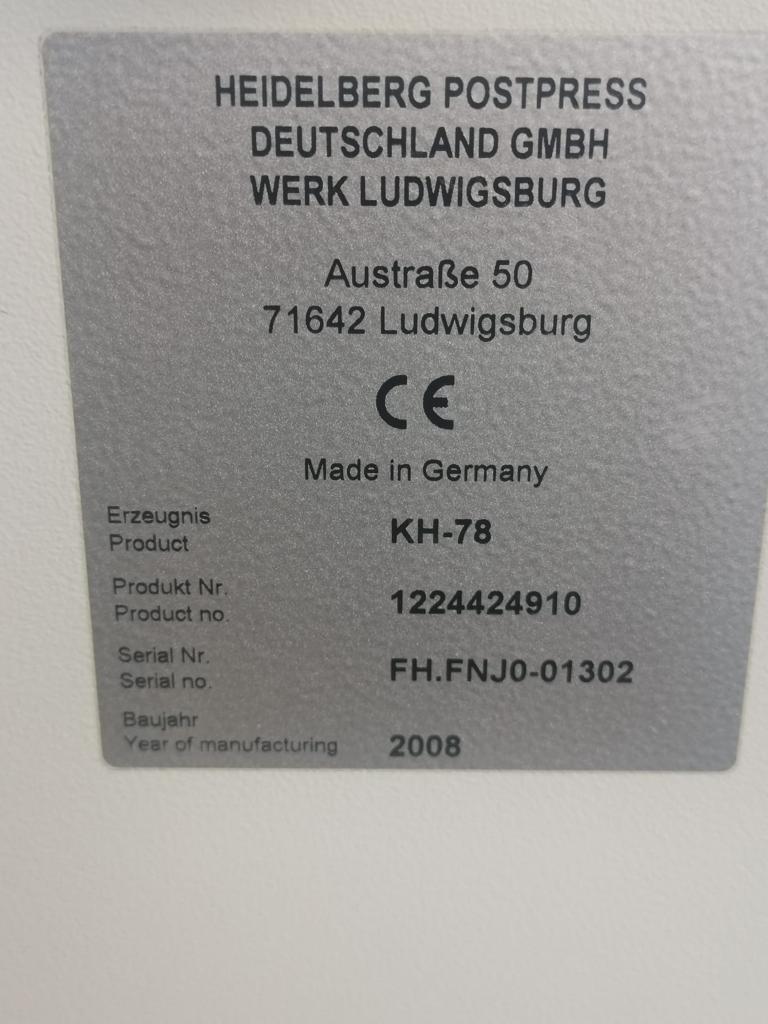 HEIDELBERG POSTPRESS
DEUTSCHLAND GMBH
WERK LUDWIGSBURG
Austraße 50
71642 Ludwigsburg
CE
Made in Germany
Erzeugnis
Product KH-78
Produkt Nr.
Product no. 1224424910
Serial Nr.
Serial no. FH.FNJ0-01302
Baujahr
Year of manufacturing 2008